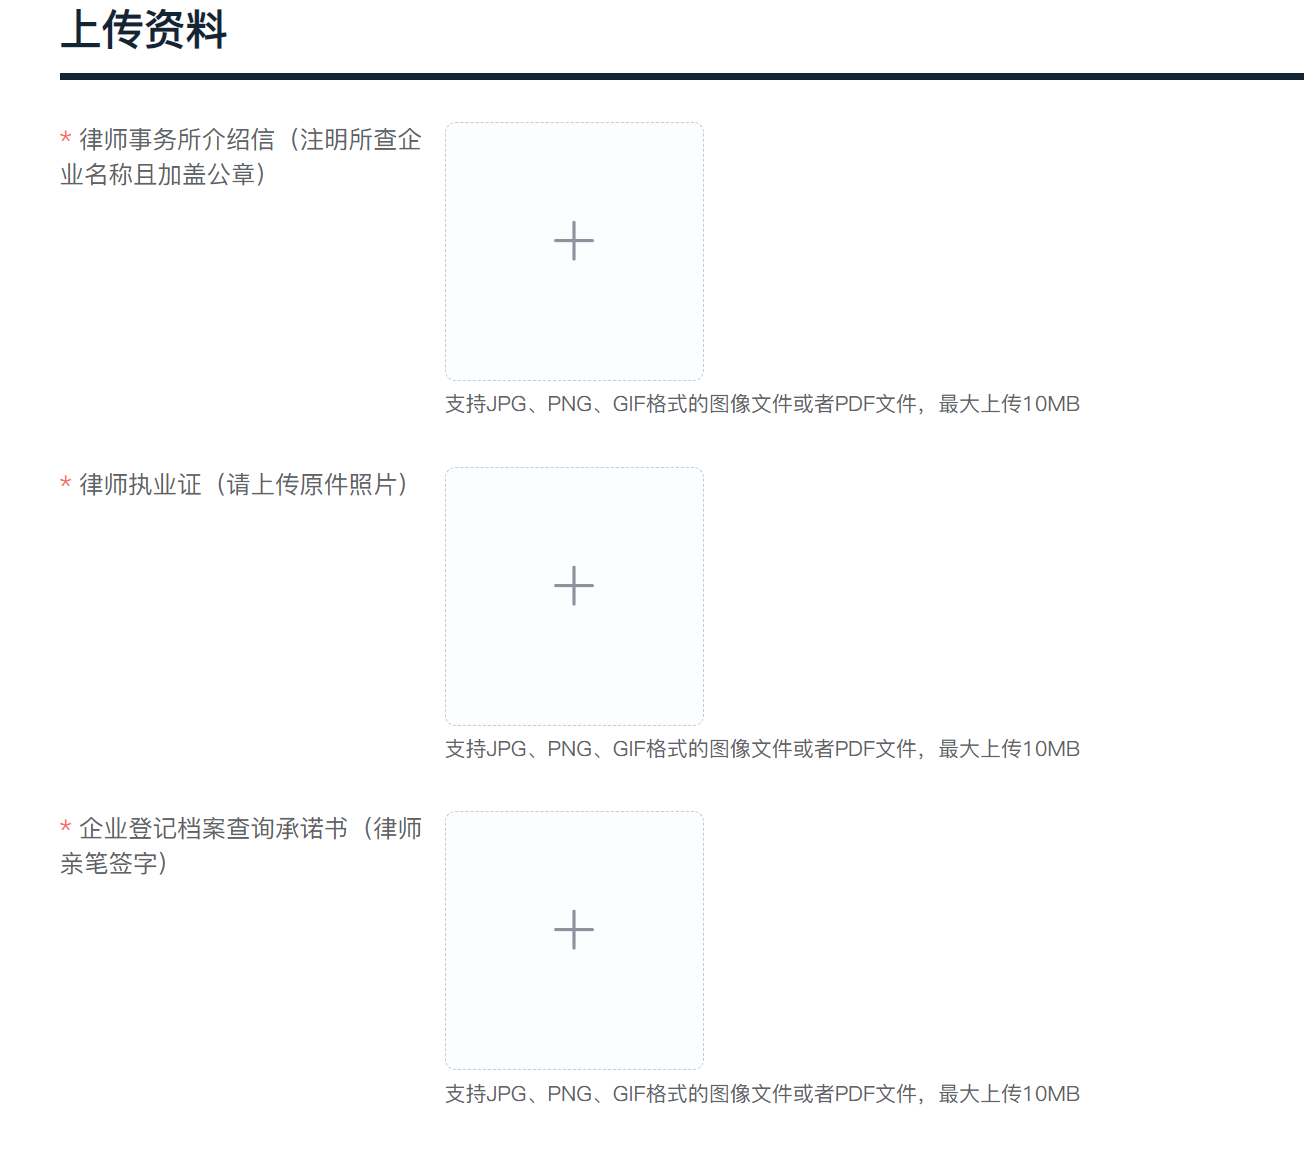 上传资料
* 律师事务所介绍信（注明所查企
业名称且加盖公章）
支持JPG、PNG、GIF格式的图像文件或者PDF文件，最大上传10MB
* 律师执业证（请上传原件照片）
支持JPG、PNG、GIF格式的图像文件或者PDF文件，最大上传10MB
* 企业登记档案查询承诺书（律师
亲笔签字）
支持JPG、PNG、GIF格式的图像文件或者PDF文件，最大上传10MB